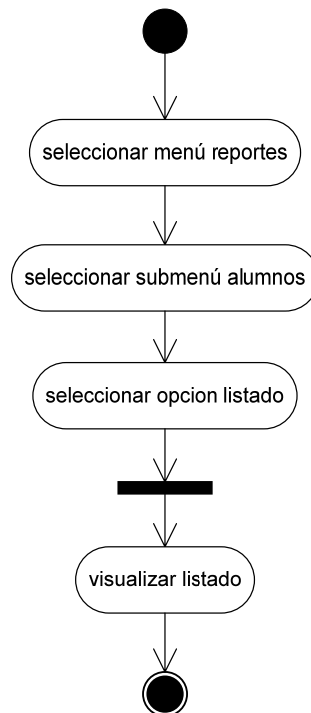 seleccionar menú reportes
seleccionar submenú alumnos
seleccionar opcion listado
visualizar listado